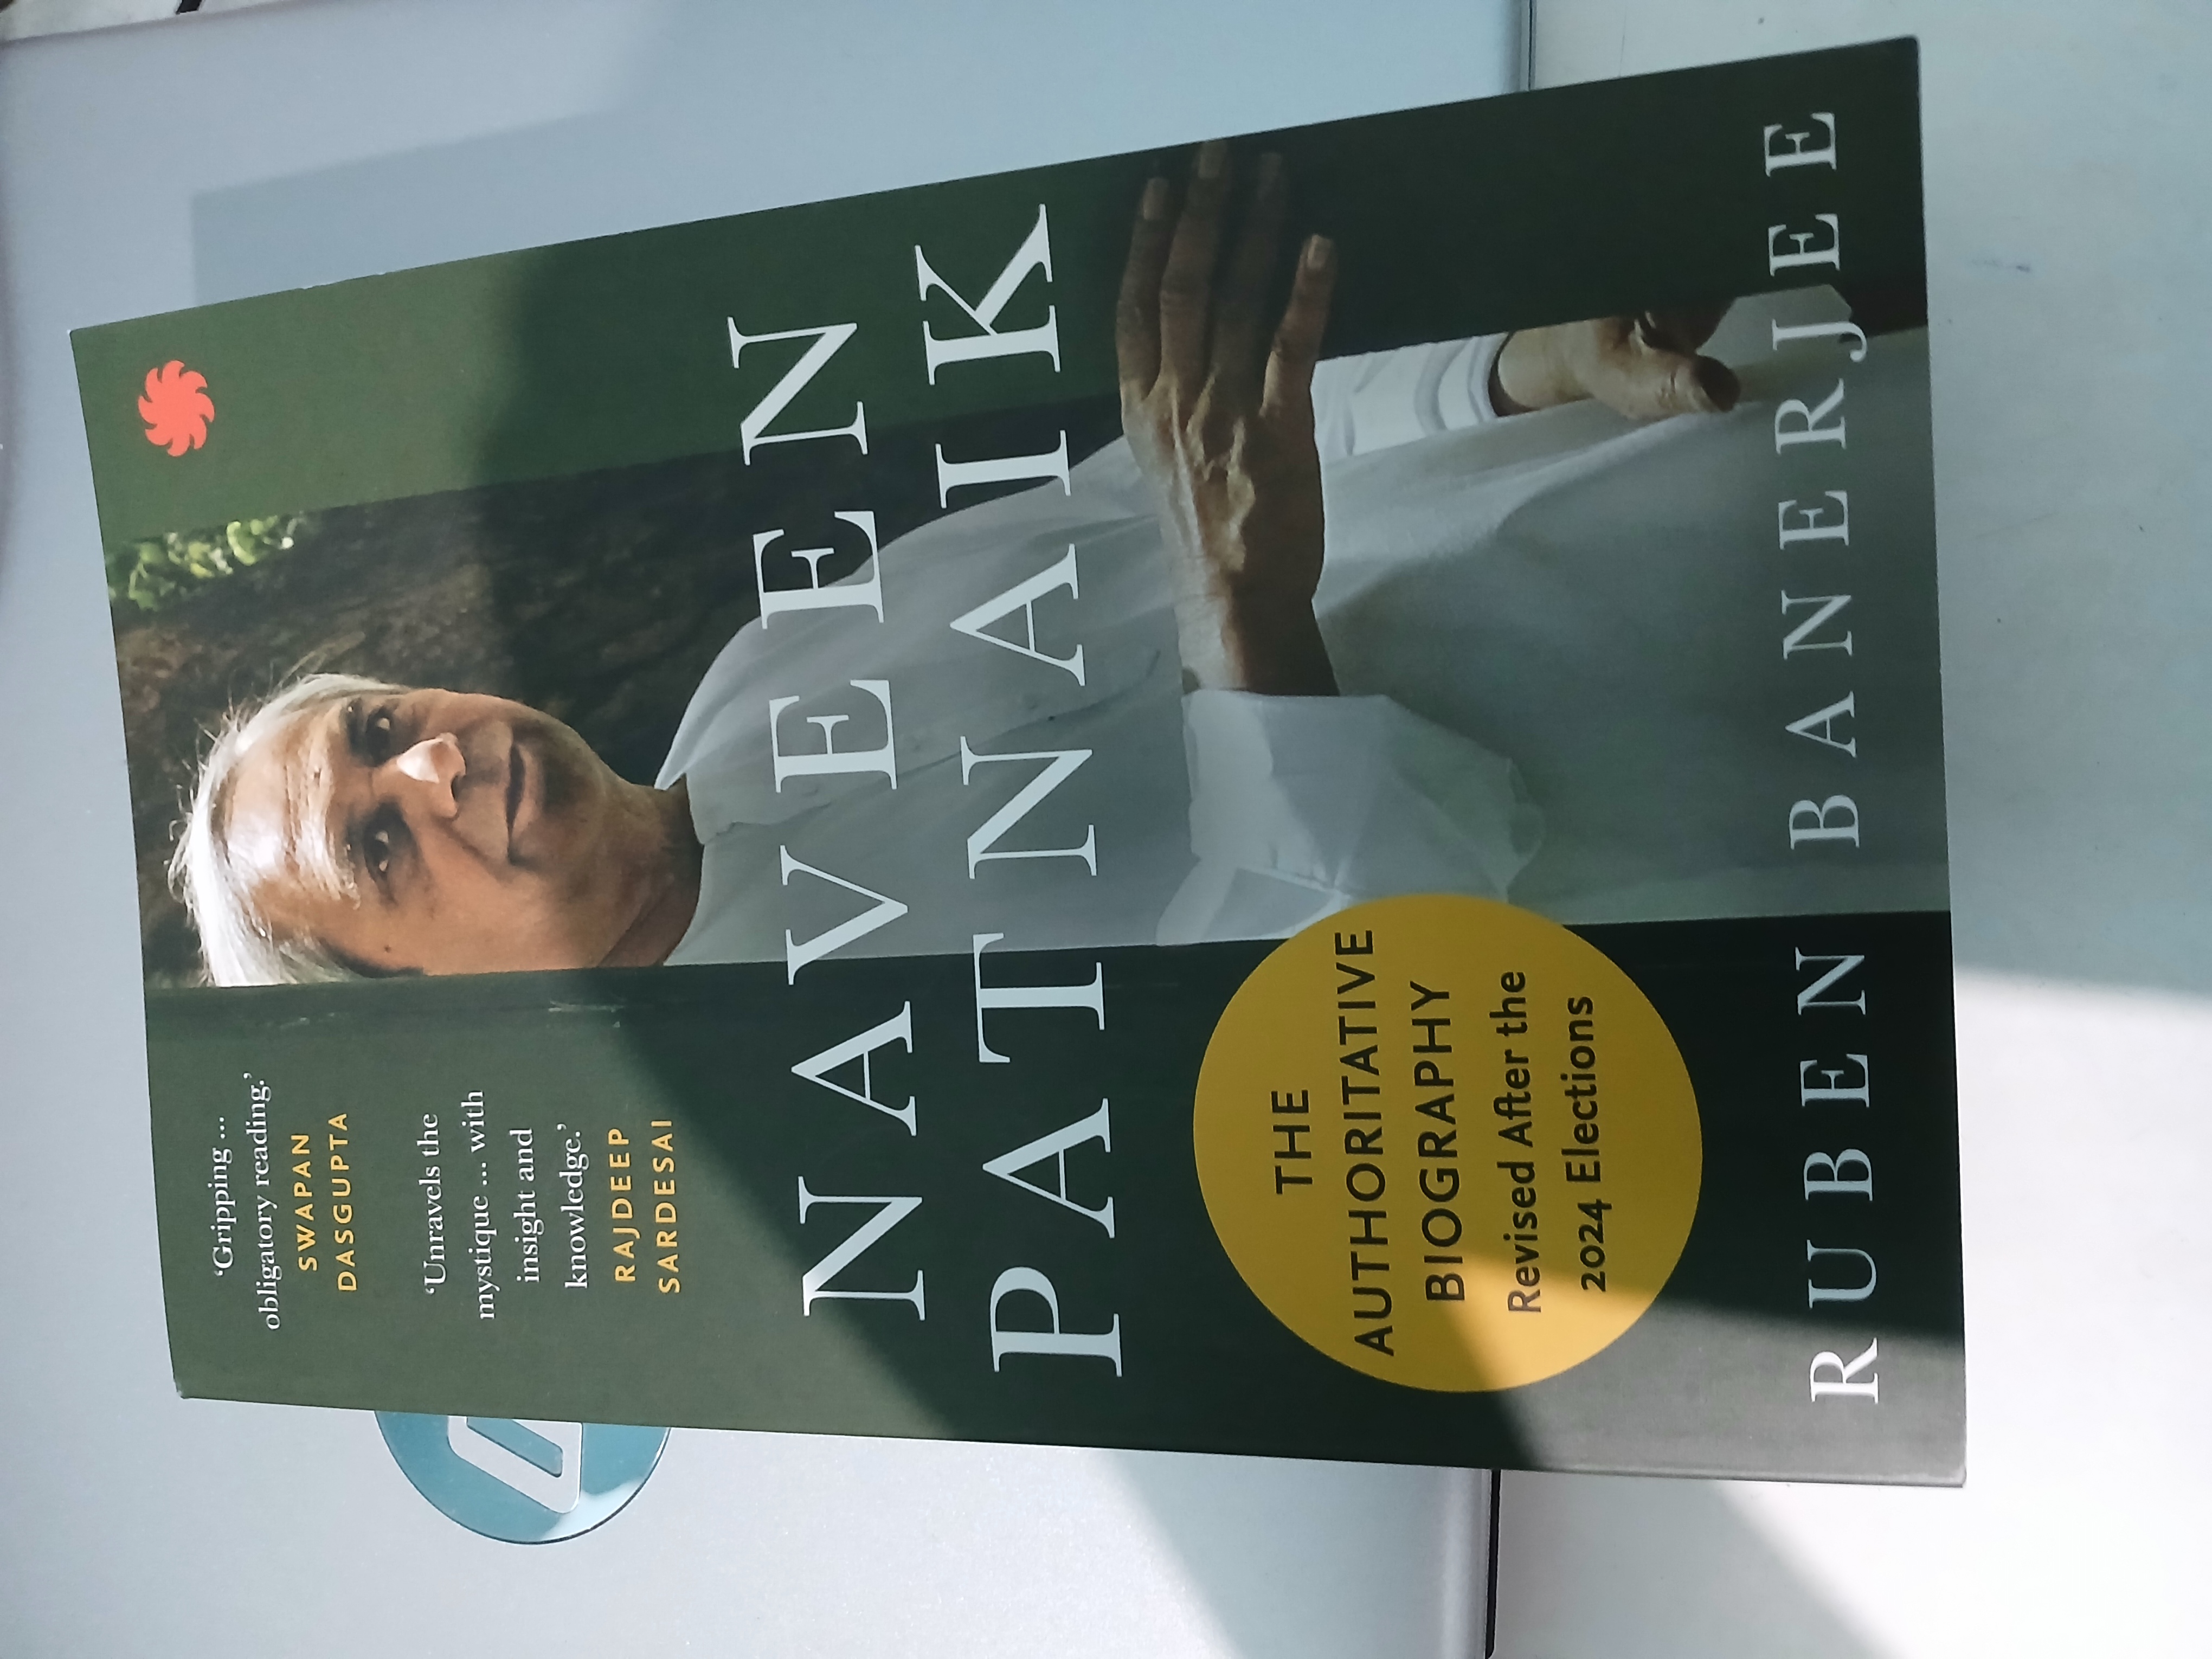 ‘Gripping ...
obligatory reading.’
SWAPAN
DASGUPTA
‘Unravels the
mystique ... with
insight and
knowledge.’
RAJDEEP
SARDESAI
NAVEEN
PATNAIK
THE
AUTHORITATIVE
BIOGRAPHY
Revised After the
2024 Elections
RUBEN BANERJEE